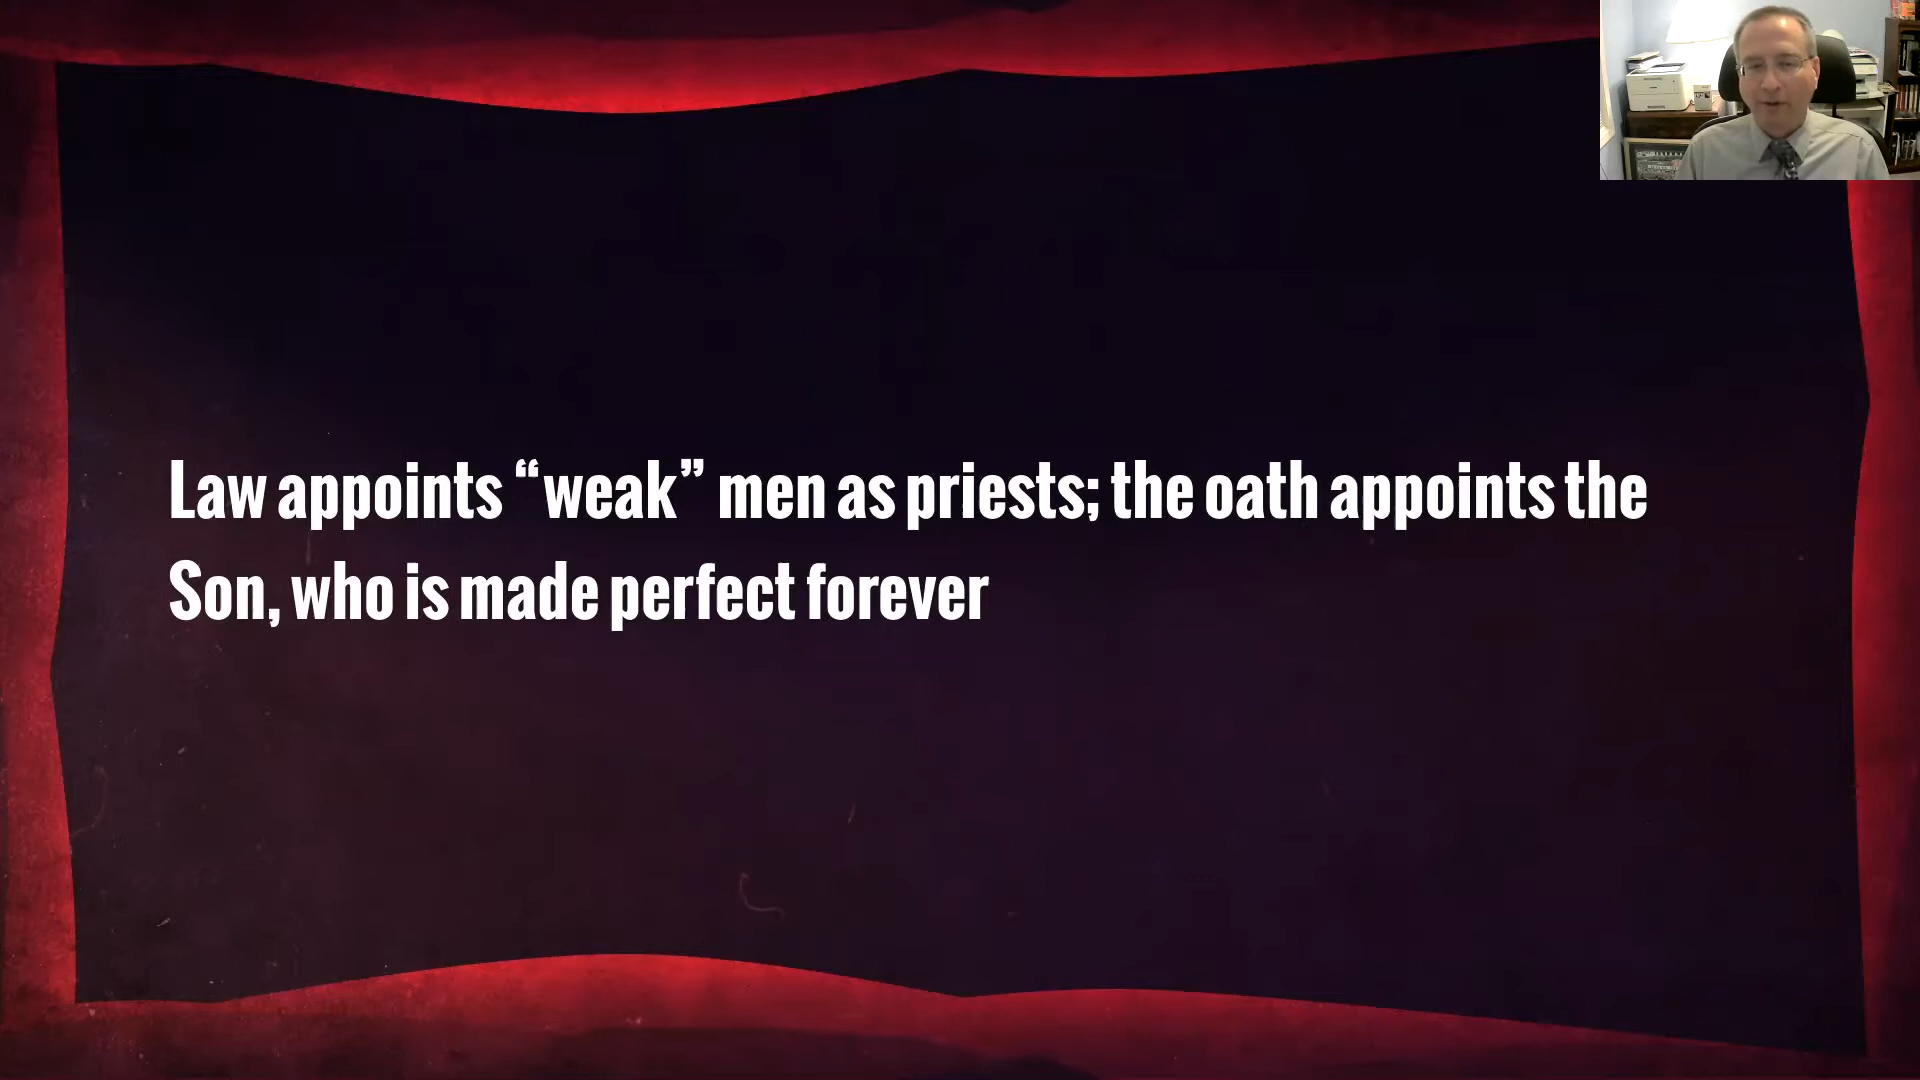 Law appoints “weak” men as priests; the oath appoints the
Son, who is made perfect forever